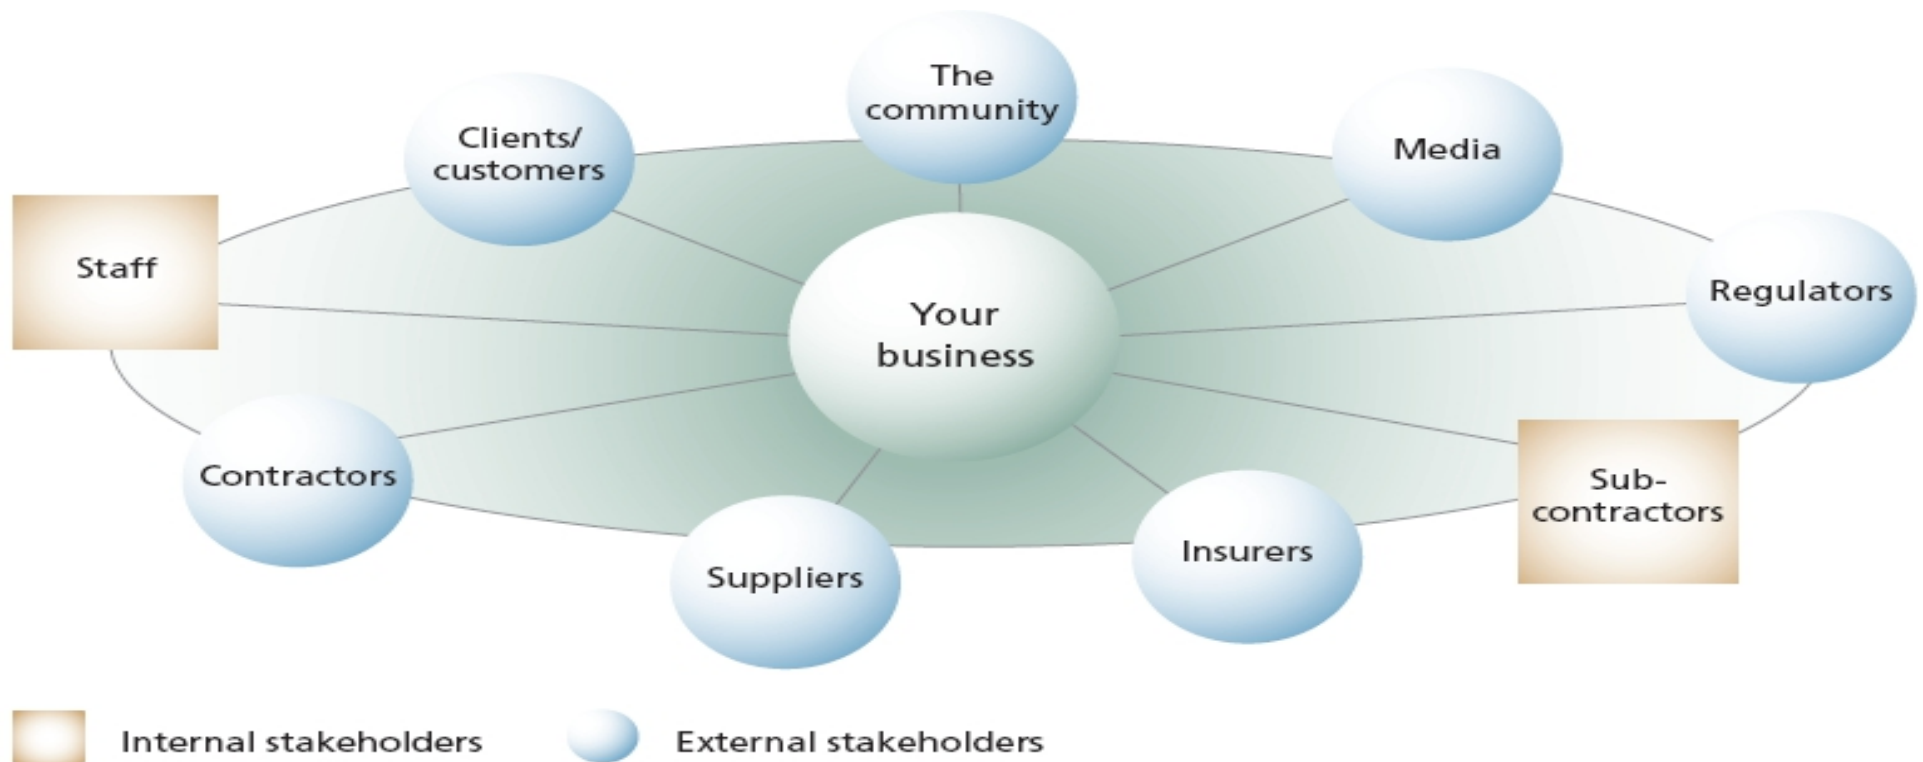 The
community
Clients/
customers
Media
Staff
Regulators
Your
business
Contractors
Sub-
contractors
Suppliers
Insurers
Internal stakeholders
External stakeholders